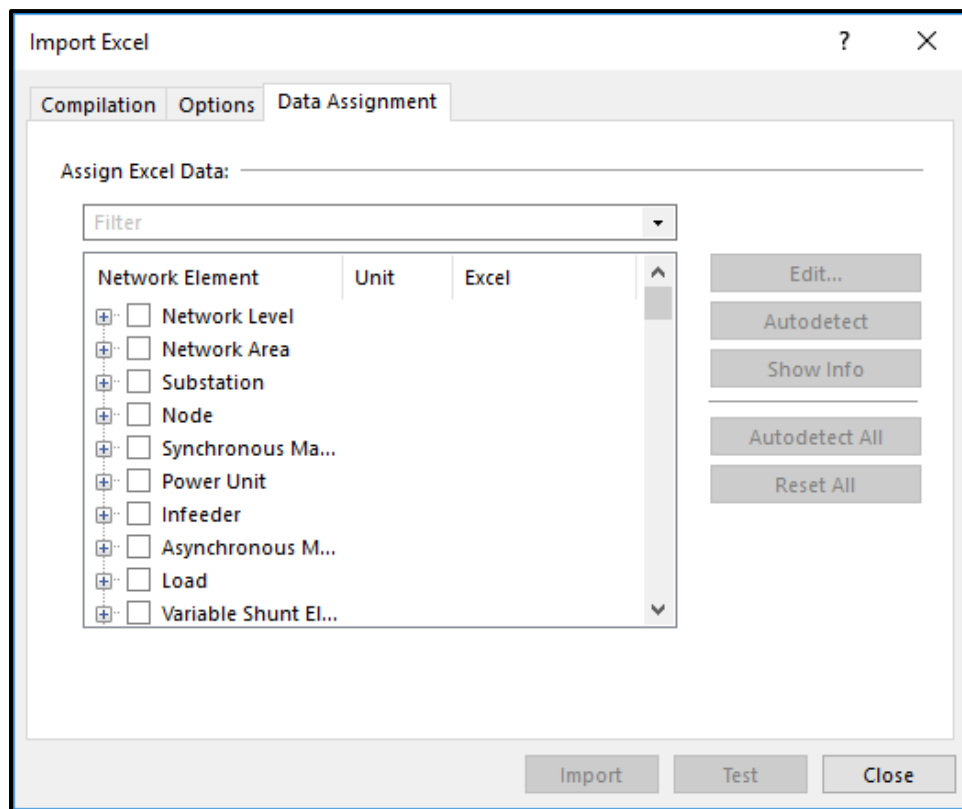 Import Excel ?
Compilation Options Data Assignment
Assign Excel Data:
Filter
Network Element Unit Excel
Network Level
Network Area
Substation
Node
Synchronous Ma...
Power Unit
Infeeder
Asynchronous M...
Load
Variable Shunt El...
Edit...
Autodetect
Show Info
Autodetect All
Reset All
Import Test Close